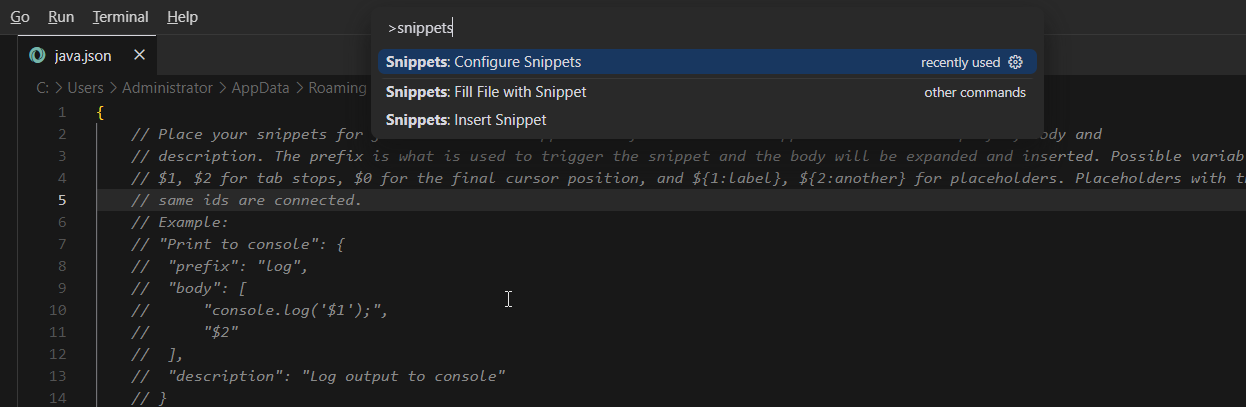 Go Run Terminal Help
>snippets
Snippets: Configure Snippets recently used
Snippets: Fill File with Snippet other commands
Snippets: Insert Snippet
java.json
C: > Users > Administrator > AppData > Roaming
1 {
2 // Place your snippets for body and
3 // description. The prefix is what is used to trigger the snippet and the body will be expanded and inserted. Possible variab
4 // $1, $2 for tab stops, $0 for the final cursor position, and ${1:label}, ${2:another} for placeholders. Placeholders with
5 // same ids are connected.
6 // Example:
7 // "Print to console": {
8 // "prefix": "log",
9 // "body": [
10 // "console.log('$1');",
11 // "$2"
12 // ],
13 // "description": "Log output to console"
14 // }